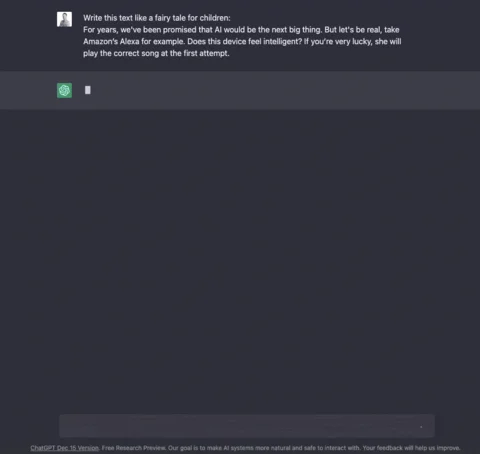 Write this text like a fairy tale for children:
For years, we've been promised that AI would be the next big thing. But let's be real, take
Amazon's Alexa for example. Does this device feel intelligent? If you're very lucky, she will
play the correct song at the first attempt.
ChatGPT Dec 15 Version. Free Research Preview. Our goal is to make AI systems more natural and safe to interact with. Your feedback will help us improve.